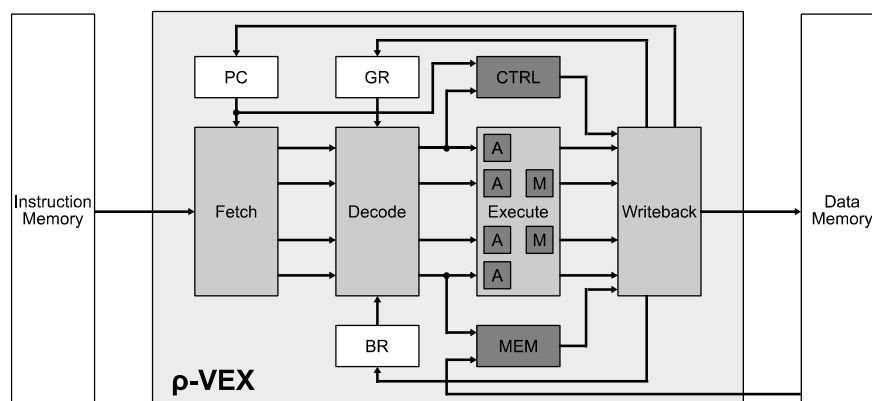 PC
GR
CTRL
Instruction
Memory
Fetch
Decode
A
A
M
Execute
A
M
A
Writeback
Data
Memory
BR
MEM
ρ-VEX